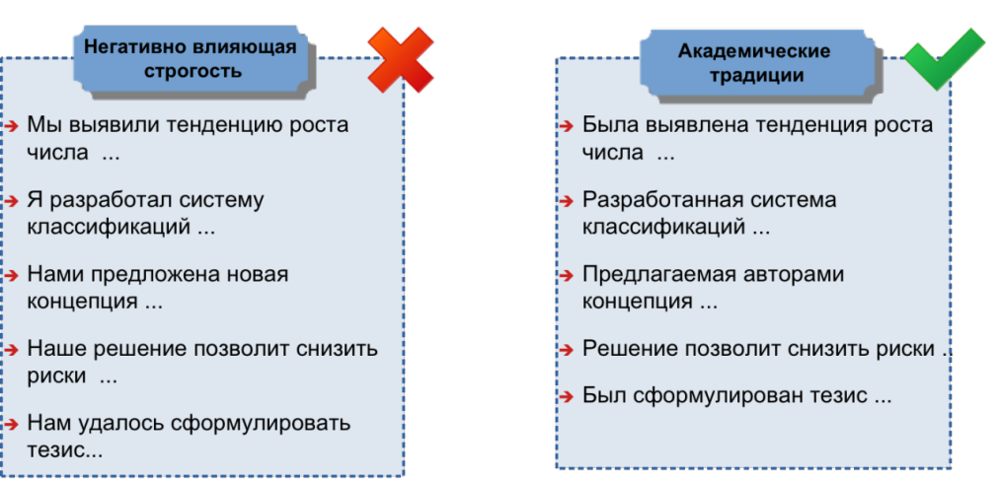 Негативно влияющая
строгость
Мы выявили тенденцию роста
числа ...
Я разработал систему
классификаций ...
Нами предложена новая
концепция ...
Наше решение позволит снизить
риски ...
Нам удалось сформулировать
тезис...
Академические
традиции
Была выявлена тенденция роста
числа ...
Разработанная система
классификаций ...
Предлагаемая авторами
концепция ...
Решение позволит снизить риски ..
Был сформулирован тезис ...